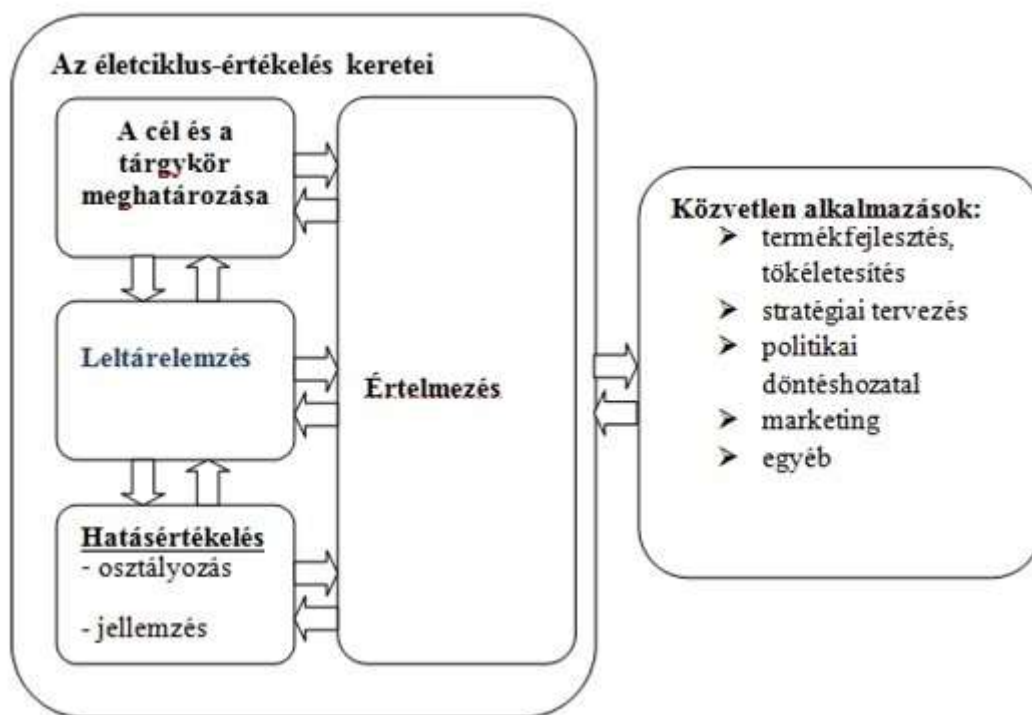 Az életciklus-értékelés keretei
A cél és a
tárgykör
meghatározása
Leltárelemzés
Hatásértékelés
- osztályozás
- jellemzés
Értelmezés
Közvetlen alkalmazások:
➢ termékfejlesztés,
tökéletesítés
➢ stratégiai tervezés
➢ politikai
döntéshozatal
➢ marketing
➢ egyéb